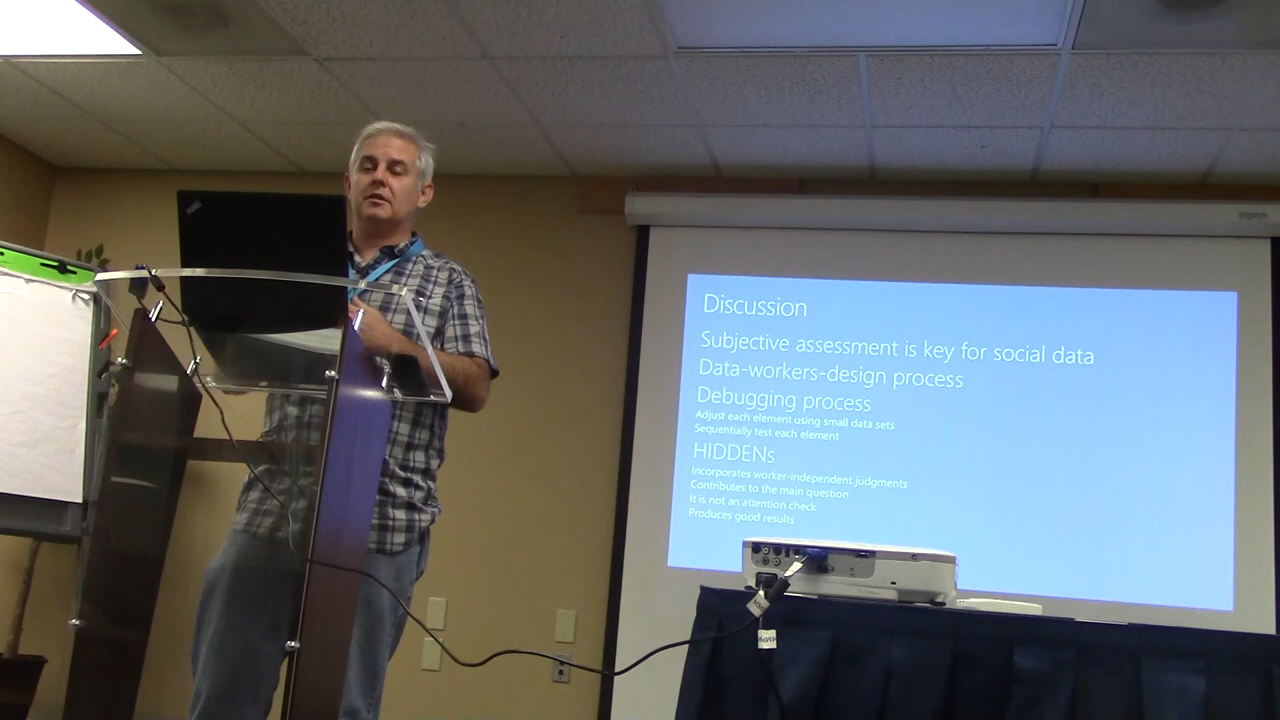 Discussion
Subjective assessment is key for social data
Data-workers-design process
Debugging process
Adjust each element using small data sets
Sequentially test each element
HIDDENs
Incorporates worker-independent judgments
Contributes to the main question
It is not an attention check
Produces good results